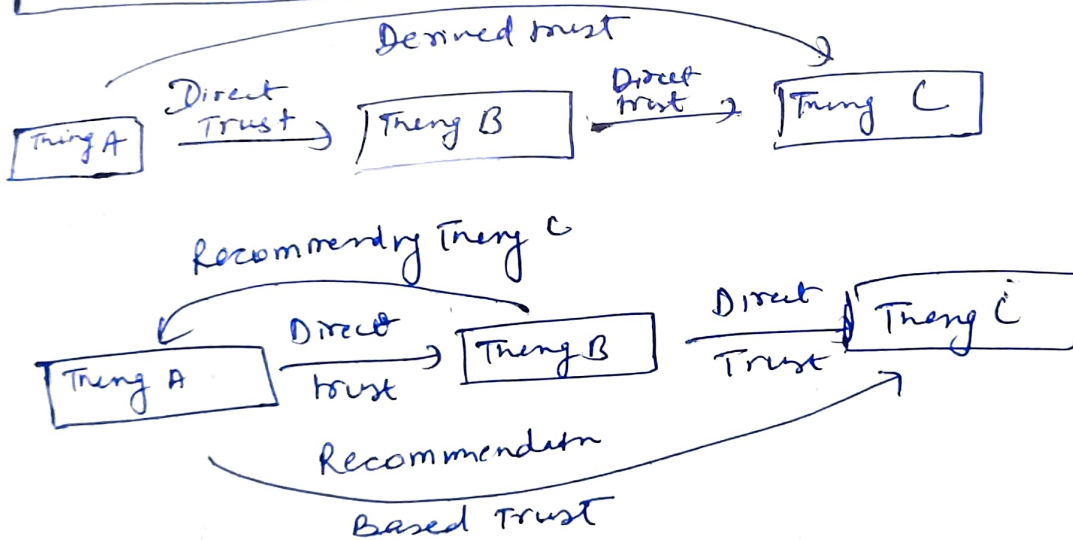 Derived trust
Direct
Trust
Direct
trust
Thing A
Thing B
Thing C
Recommending Thing C
Direct
trust
Direct
Trust
Thing A
Thing B
Thing C
Recommendatn
Based Trust